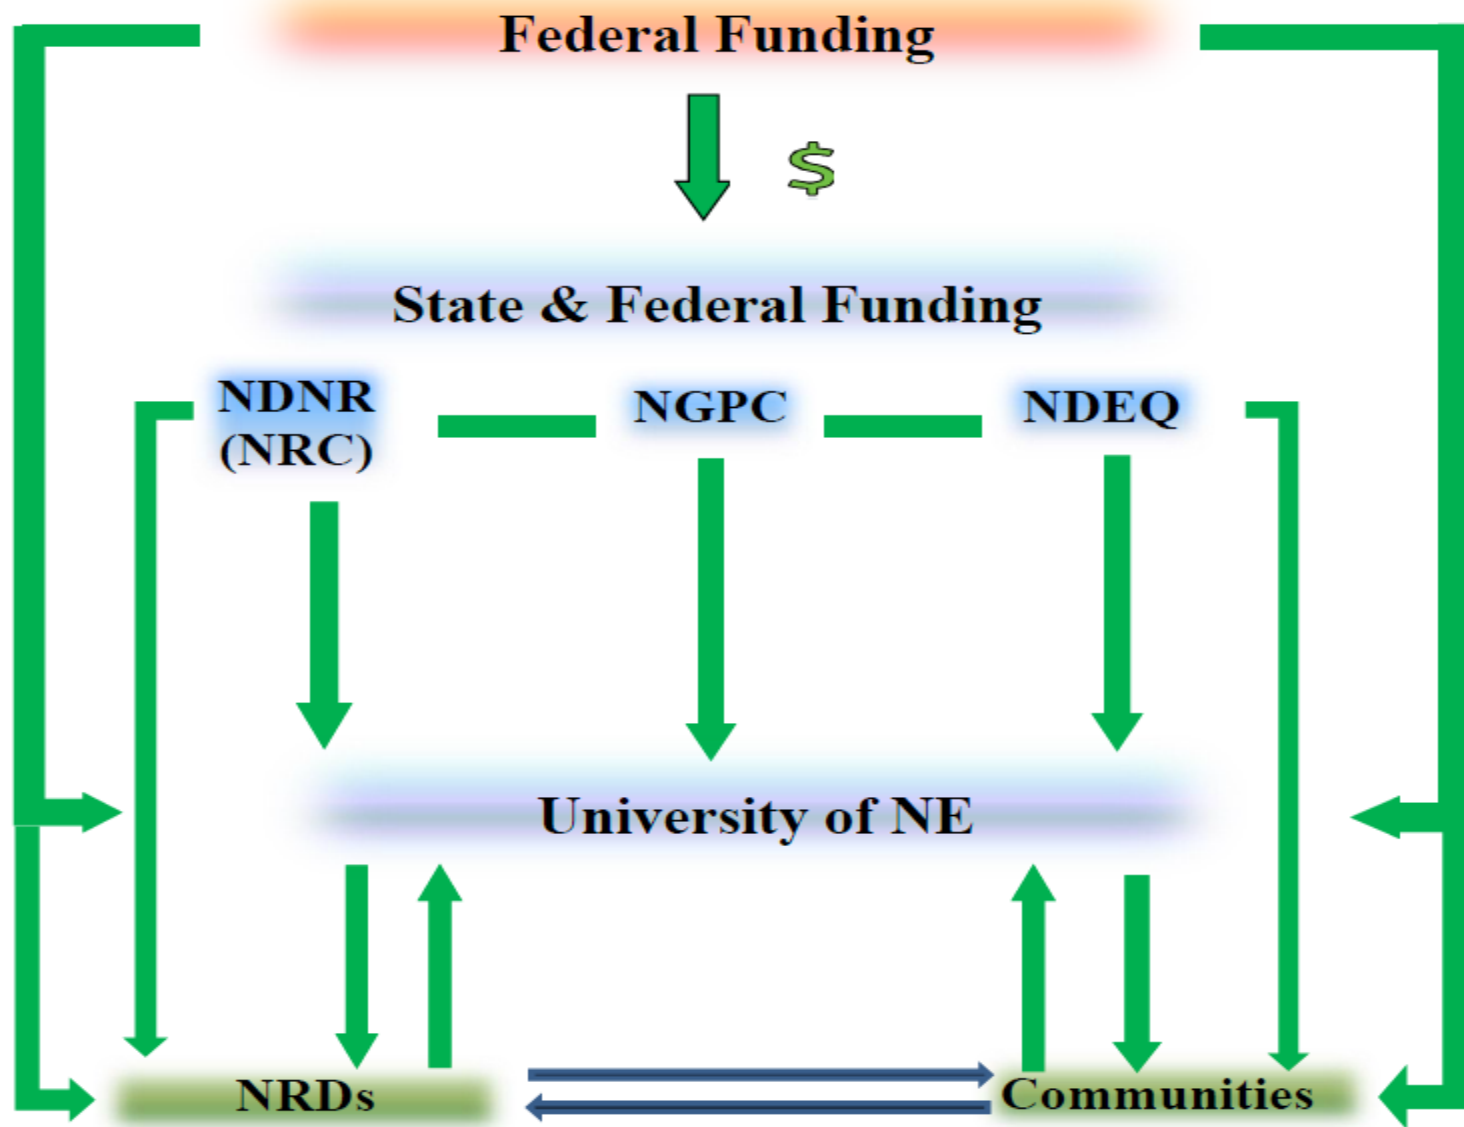 Federal Funding
$
State & Federal Funding
NDNR
(NRC)
NGPC
NDEQ
University of NE
NRDs
Communities